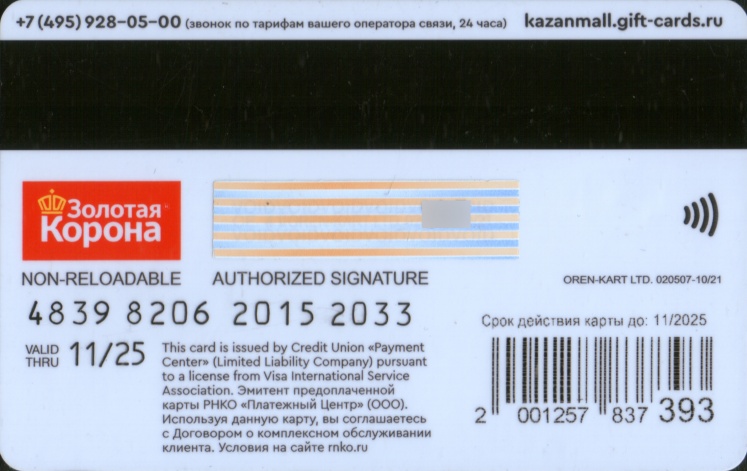 +7 (495) 928-05-00 (звонок по тарифам вашего оператора связи, 24 часа) kazanmall.gift-cards.ru
Золотая
Корона
NON-RELOADABLE AUTHORIZED SIGNATURE
OREN-KART LTD. 020507-10/21
4839 8206 2015 2033
Срок действия карты до: 11/2025
VALID
THRU 11/25
This card is issued by Credit Union «Payment
Center» (Limited Liability Company) pursuant
to a license from Visa International Service
Association. Эмитент предоплаченной
карты РНКО «Платежный Центр» (ООО).
Используя данную карту, вы соглашаетесь
с Договором о комплексном обслуживании
клиента. Условия на сайте rnko.ru
2 001257 837 393